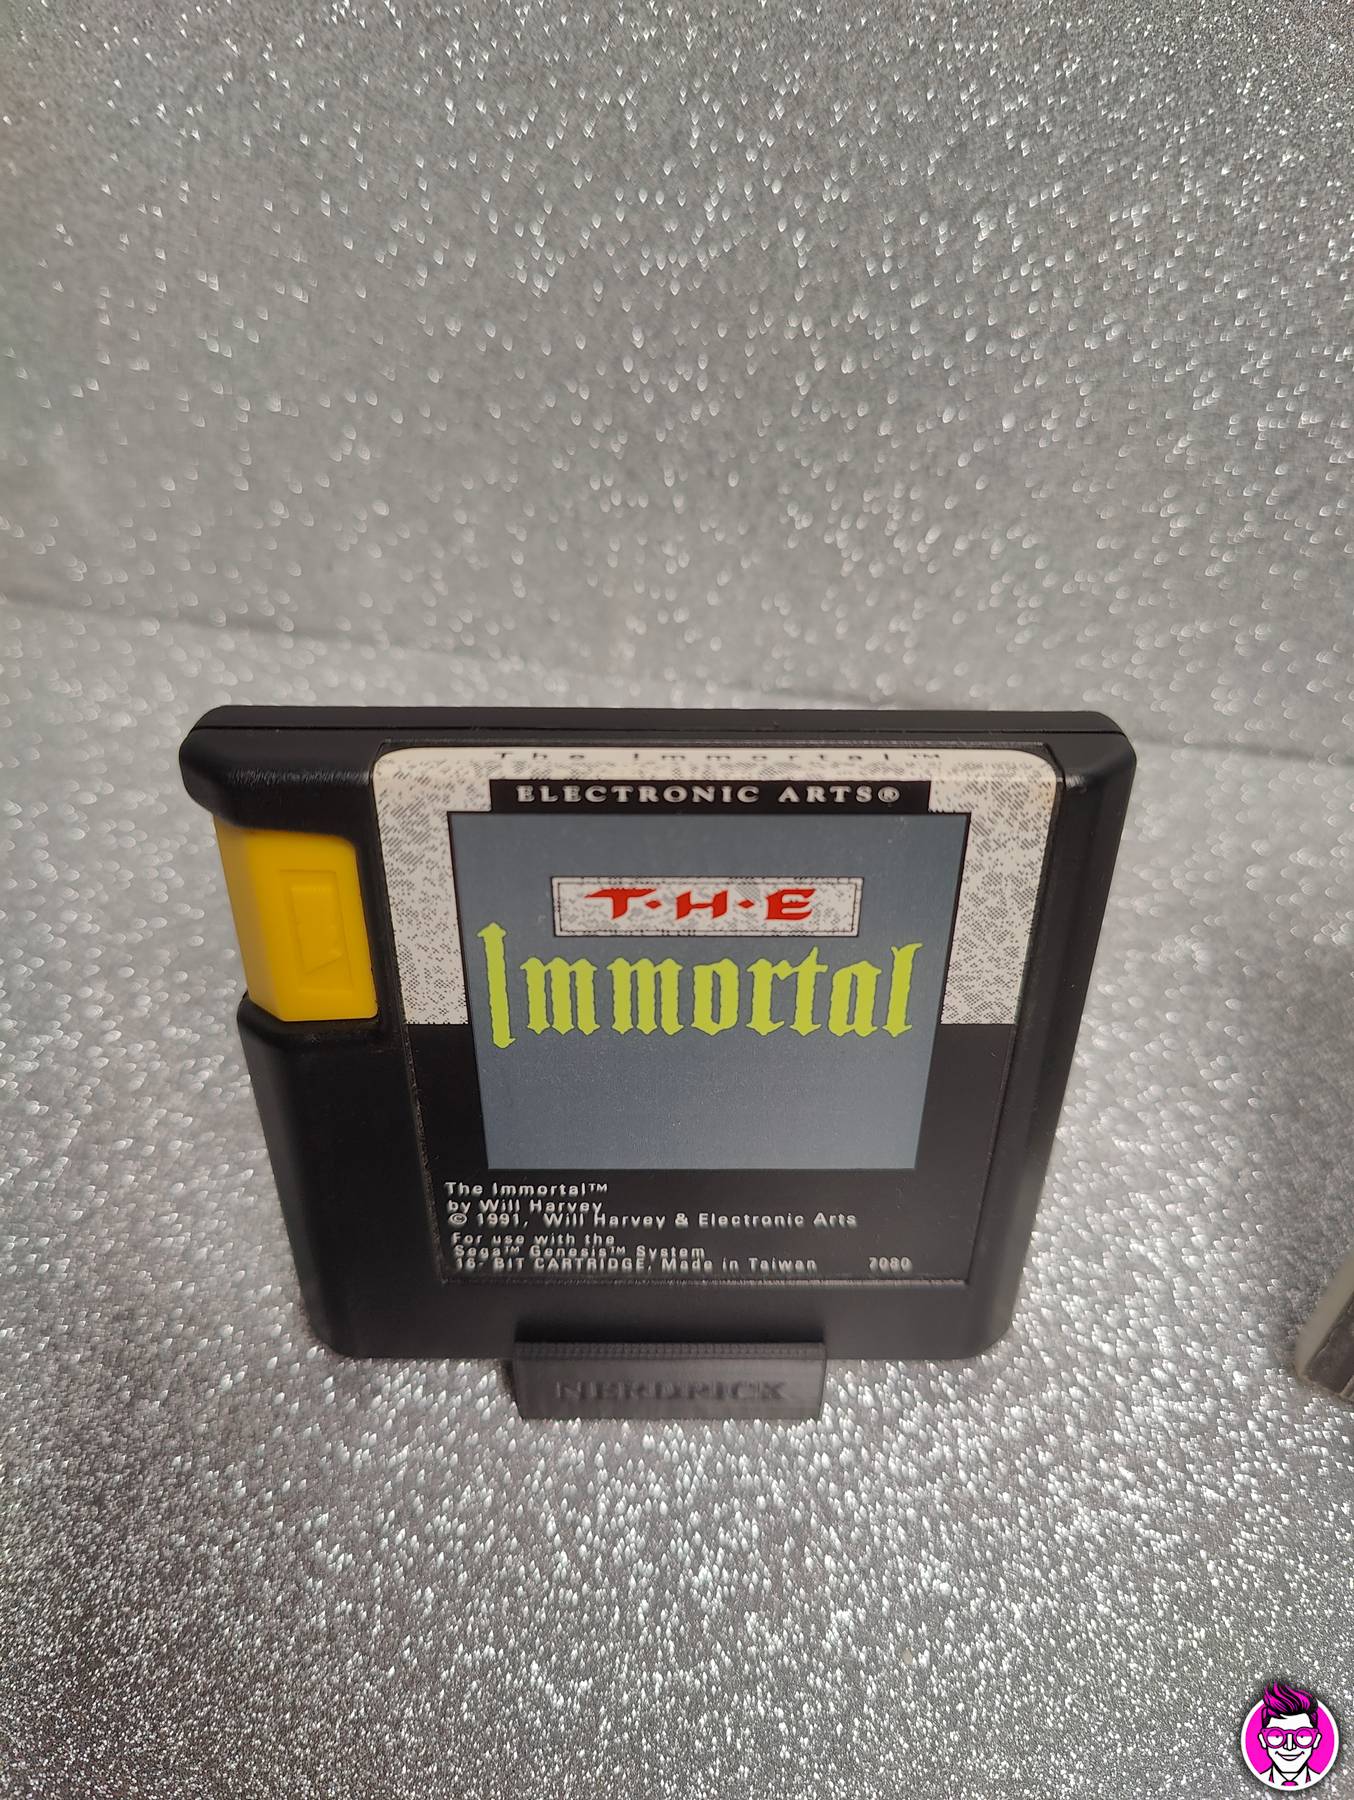 The Immortal™
ELECTRONIC ARTS®
T·H·E
Immortal
The Immortal™
by Will Harvey
© 1991, Will Harvey & Electronic Arts
For use with the
Sega™ Genesis™ System
16- BIT CARTRIDGE, Made in Taiwan 7080
NERDRICK